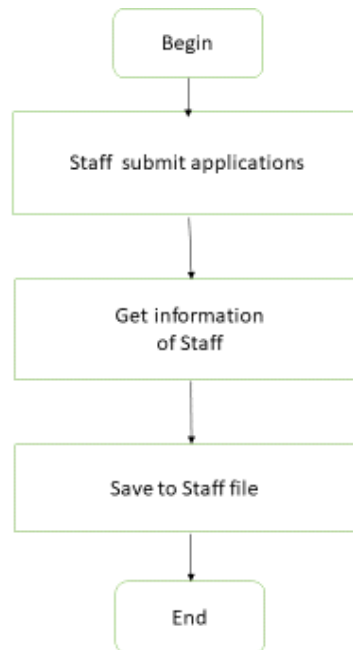 Begin
Staff submit applications
Get information
of Staff
Save to Staff file
End